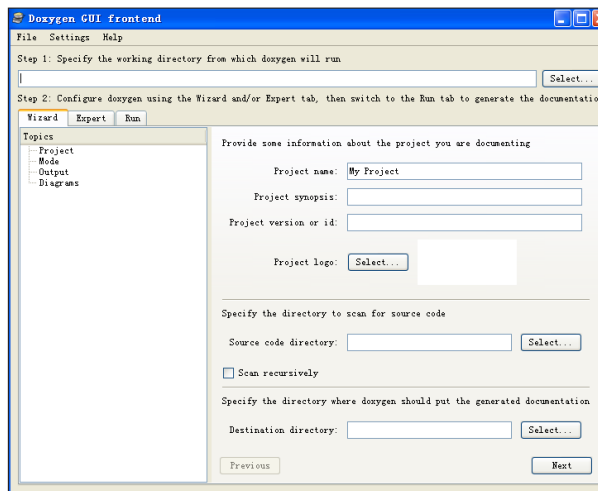 Doxygen GUI frontend
File Settings Help
Step 1: Specify the working directory from which doxygen will run
Select...
Step 2: Configure doxygen using the Wizard and/or Expert tab, then switch to the Run tab to generate the documentatio
Wizard Expert Run
Topics
Project
Mode
Output
Diagrams
Provide some information about the project you are documenting
Project name: My Project
Project synopsis:
Project version or id:
Project logo: Select...
Specify the directory to scan for source code
Source code directory: Select...
Scan recursively
Specify the directory where doxygen should put the generated documentation
Destination directory: Select...
Previous Next